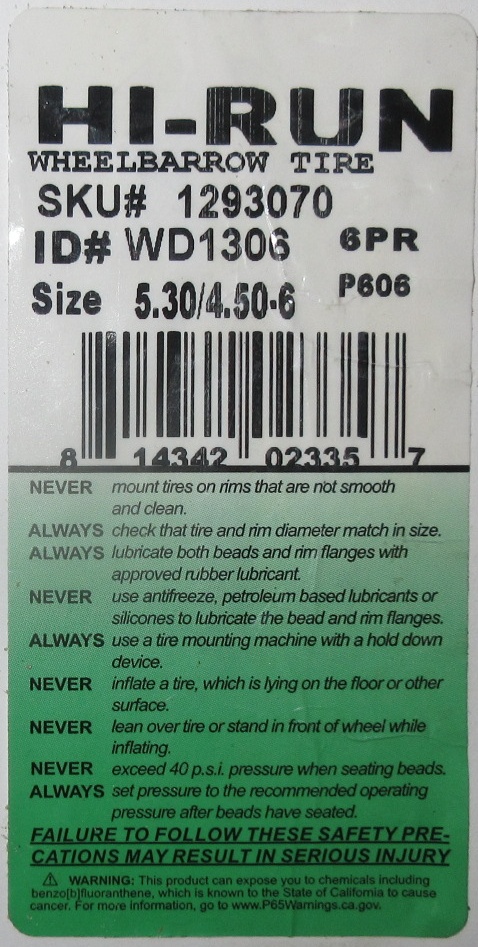 HI-RUN
WHEELBARROW TIRE
SKU# 1293070
ID# WD1306 6PR
Size 5.30/4.50-6 P606
8 14342 02335 7
NEVER mount tires on rims that are not smooth
and clean.
ALWAYS check that tire and rim diameter match in size.
ALWAYS lubricate both beads and rim flanges with
approved rubber lubricant.
NEVER use antifreeze, petroleum based lubricants or
silicones to lubricate the bead and rim flanges.
ALWAYS use a tire mounting machine with a hold down
device.
NEVER inflate a tire, which is lying on the floor or other
surface.
NEVER lean over tire or stand in front of wheel while
inflating.
NEVER exceed 40 p.s.i. pressure when seating beads.
ALWAYS set pressure to the recommended operating
pressure after beads have seated.
FAILURE TO FOLLOW THESE SAFETY PRE-
CATIONS MAY RESULT IN SERIOUS INJURY
⚠ WARNING: This product can expose you to chemicals including
benzo[b]fluoranthene, which is known to the State of California to cause
cancer. For more information, go to www.P65Warnings.ca.gov.